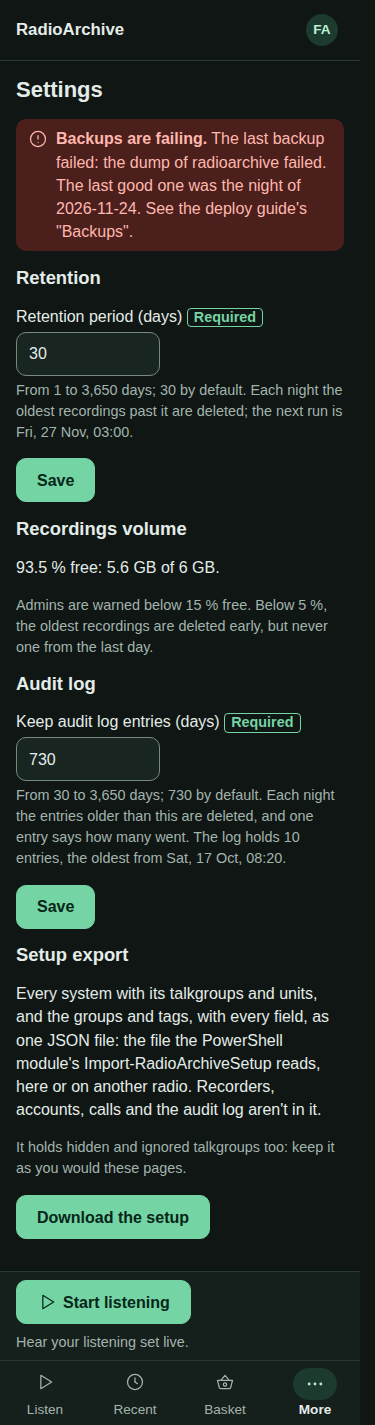 RadioArchive
FA
Settings
Backups are failing. The last backup
failed: the dump of radioarchive failed.
The last good one was the night of
2026-11-24. See the deploy guide's
"Backups".
Retention
Retention period (days) Required
30
From 1 to 3,650 days; 30 by default. Each night the
oldest recordings past it are deleted; the next run is
Fri, 27 Nov, 03:00.
Save
Recordings volume
93.5 % free: 5.6 GB of 6 GB.
Admins are warned below 15 % free. Below 5 %,
the oldest recordings are deleted early, but never
one from the last day.
Audit log
Keep audit log entries (days) Required
730
From 30 to 3,650 days; 730 by default. Each night
the entries older than this are deleted, and one
entry says how many went. The log holds 10
entries, the oldest from Sat, 17 Oct, 08:20.
Save
Setup export
Every system with its talkgroups and units,
and the groups and tags, with every field, as
one JSON file: the file the PowerShell
module's Import-RadioArchiveSetup reads,
here or on another radio. Recorders,
accounts, calls and the audit log aren't in it.
It holds hidden and ignored talkgroups too: keep it
as you would these pages.
Download the setup
Start listening
Hear your listening set live.
Listen
Recent
Basket
More